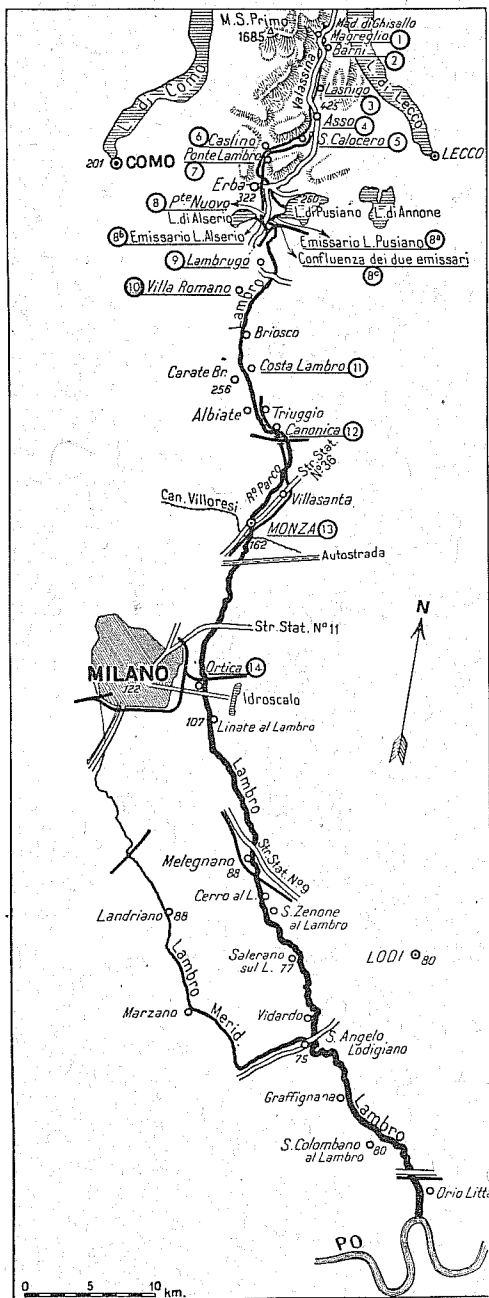 M.S. Primo
1685
Mad. di Ghisallo
Magreglio 1
Barni 2
L. di Como
Valassina
L. di Lecco
Lasnigo 3
425
Asso 4
6 Caslino
S. Calocero 5
201 COMO
Ponte Lambro
7
LECCO
Erba
322
8 Pte Nuovo
260
L. di Pusiano
L. di Annone
L. di Alserio
8b Emissario L. Alserio
Emissario L. Pusiano 8a
Confluenza dei due emissari
8c
9 Lambrugo
10 Villa Romano
Lambro
Briosco
Costa Lambro 11
Carate Br.
256
Albiate
Triuggio
Canonica 12
Ro Parco
Str. Stat.
No 36
Can. Villoresi
Villasanta
MONZA 13
162
Autostrada
Str. Stat. No 11
N
MILANO
122
Ortica 14
Idroscalo
107 Linate al Lambro
Lambro
Str. Stat. No 9
Melegnano
88
Cerro al L.
S. Zenone
al Lambro
Landriano 88
Salerano
sul L. 77
LODI 80
Lambro
Merid.
Marzano
Vidardo
S. Angelo
Lodigiano
75
Graffignana
Lambro
S. Colombano
al Lambro 80
Orio Litta
PO
0 5 10
km.